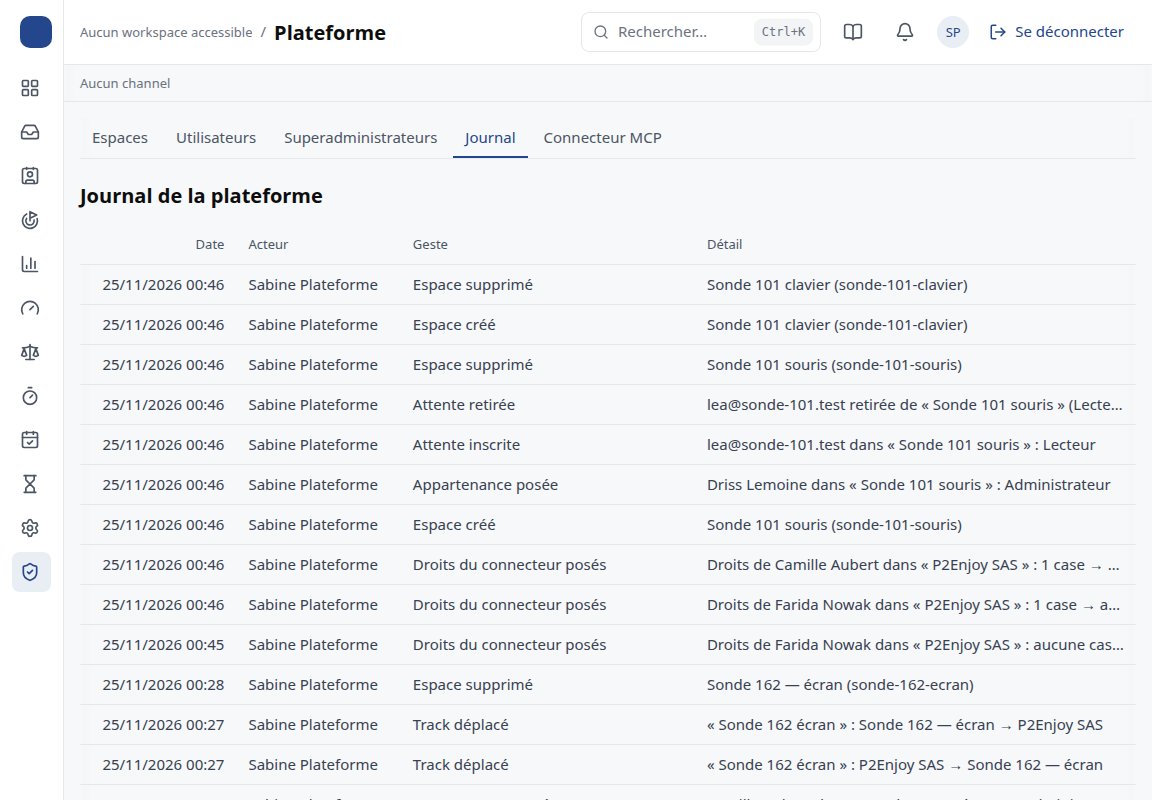 Aucun workspace accessible / Plateforme
Rechercher...
Ctrl+K
SP
Se déconnecter
Aucun channel
Espaces Utilisateurs Superadministrateurs Journal Connecteur MCP
Journal de la plateforme
Date Acteur Geste Détail
25/11/2026 00:46 Sabine Plateforme Espace supprimé Sonde 101 clavier (sonde-101-clavier)
25/11/2026 00:46 Sabine Plateforme Espace créé Sonde 101 clavier (sonde-101-clavier)
25/11/2026 00:46 Sabine Plateforme Espace supprimé Sonde 101 souris (sonde-101-souris)
25/11/2026 00:46 Sabine Plateforme Attente retirée lea@sonde-101.test retirée de « Sonde 101 souris » (Lecte...
25/11/2026 00:46 Sabine Plateforme Attente inscrite lea@sonde-101.test dans « Sonde 101 souris » : Lecteur
25/11/2026 00:46 Sabine Plateforme Appartenance posée Driss Lemoine dans « Sonde 101 souris » : Administrateur
25/11/2026 00:46 Sabine Plateforme Espace créé Sonde 101 souris (sonde-101-souris)
25/11/2026 00:46 Sabine Plateforme Droits du connecteur posés Droits de Camille Aubert dans « P2Enjoy SAS » : 1 case → ...
25/11/2026 00:46 Sabine Plateforme Droits du connecteur posés Droits de Farida Nowak dans « P2Enjoy SAS » : 1 case → a...
25/11/2026 00:45 Sabine Plateforme Droits du connecteur posés Droits de Farida Nowak dans « P2Enjoy SAS » : aucune cas...
25/11/2026 00:28 Sabine Plateforme Espace supprimé Sonde 162 — écran (sonde-162-ecran)
25/11/2026 00:27 Sabine Plateforme Track déplacé « Sonde 162 écran » : Sonde 162 — écran → P2Enjoy SAS
25/11/2026 00:27 Sabine Plateforme Track déplacé « Sonde 162 écran » : P2Enjoy SAS → Sonde 162 — écran